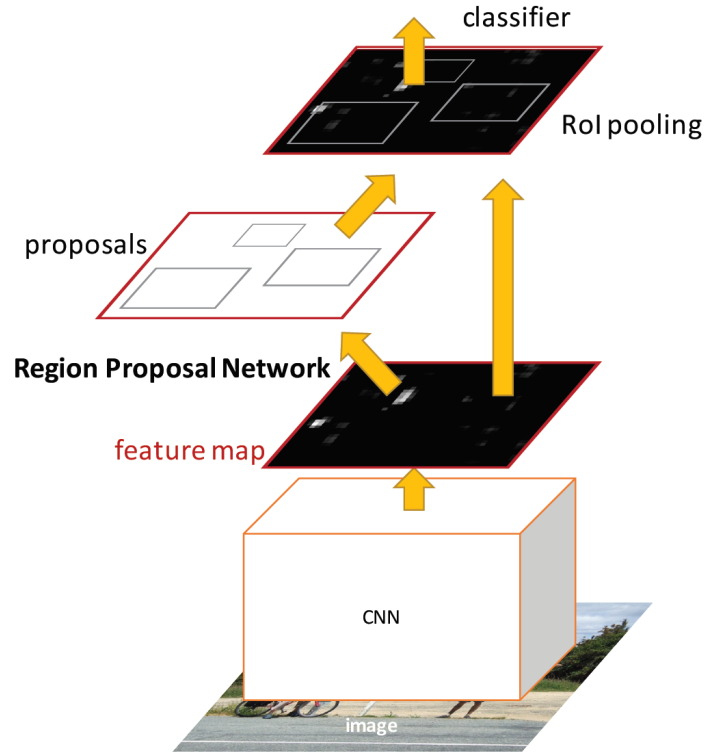 classifier
RoI pooling
proposals
Region Proposal Network
feature map
CNN
image